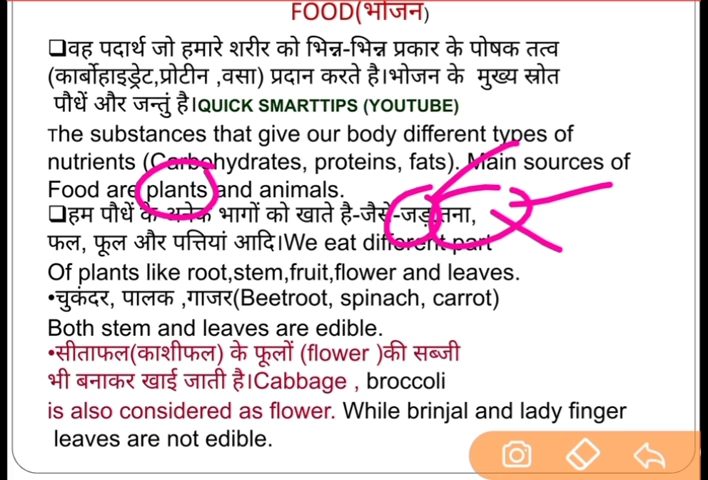 FOOD(भोजन)
❑वह पदार्थ जो हमारे शरीर को भिन्न-भिन्न प्रकार के पोषक तत्व
(कार्बोहाइड्रेट,प्रोटीन ,वसा) प्रदान करते है।भोजन के मुख्य स्रोत
पौधें और जन्तुं है।QUICK SMARTTIPS (YOUTUBE)
The substances that give our body different types of
nutrients (Carbohydrates, proteins, fats). Main sources of
Food are plants and animals.
❑हम पौधें के अनेक भागों को खाते है-जैसे-जड़,तना,
फल, फूल और पत्तियां आदि।We eat different part
Of plants like root,stem,fruit,flower and leaves.
•चुकंदर, पालक ,गाजर(Beetroot, spinach, carrot)
Both stem and leaves are edible.
•सीताफल(काशीफल) के फूलों (flower )की सब्जी
भी बनाकर खाई जाती है।Cabbage , broccoli
is also considered as flower. While brinjal and lady finger
leaves are not edible.